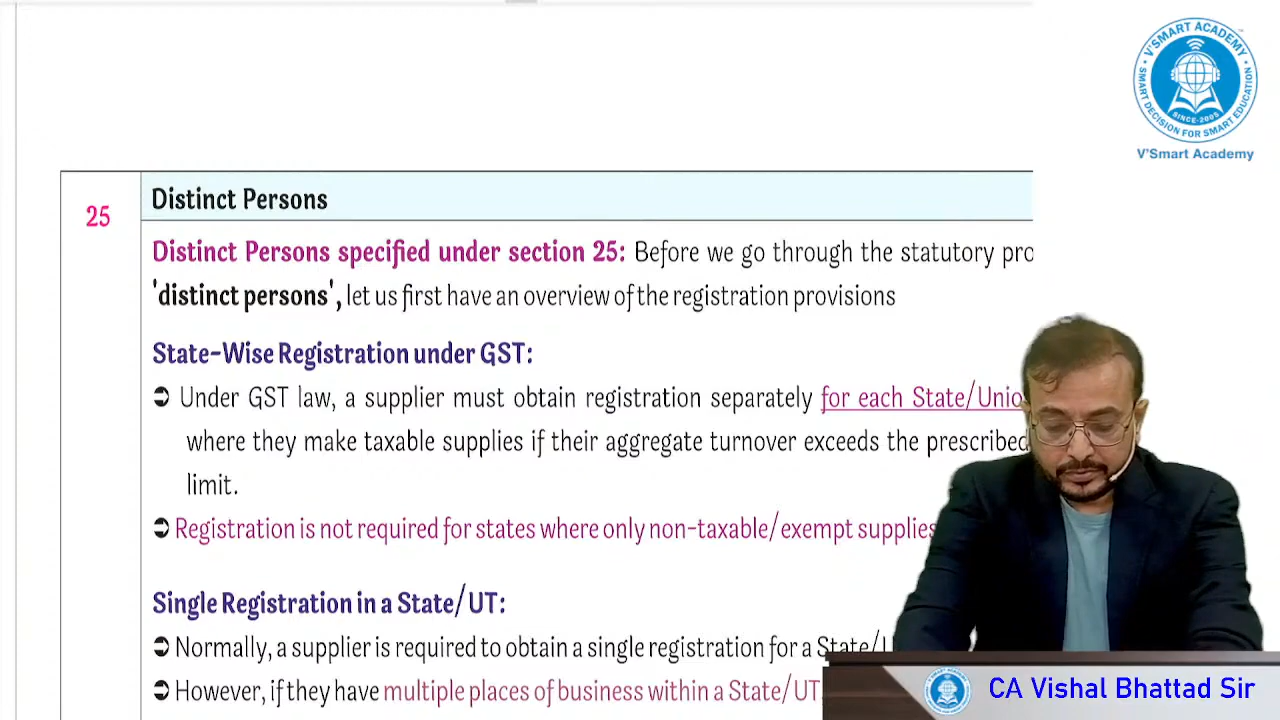 V'SMART ACADEMY
SMART DECISION FOR SMART EDUCATION
SINCE-2005
V'Smart Academy
25
Distinct Persons
Distinct Persons specified under section 25: Before we go through the statutory pro
'distinct persons', let us first have an overview of the registration provisions
State-Wise Registration under GST:
➲ Under GST law, a supplier must obtain registration separately for each State/Unio
where they make taxable supplies if their aggregate turnover exceeds the prescribed
limit.
➲ Registration is not required for states where only non-taxable/exempt supplies
Single Registration in a State/UT:
➲ Normally, a supplier is required to obtain a single registration for a State/U
➲ However, if they have multiple places of business within a State/UT
CA Vishal Bhattad Sir